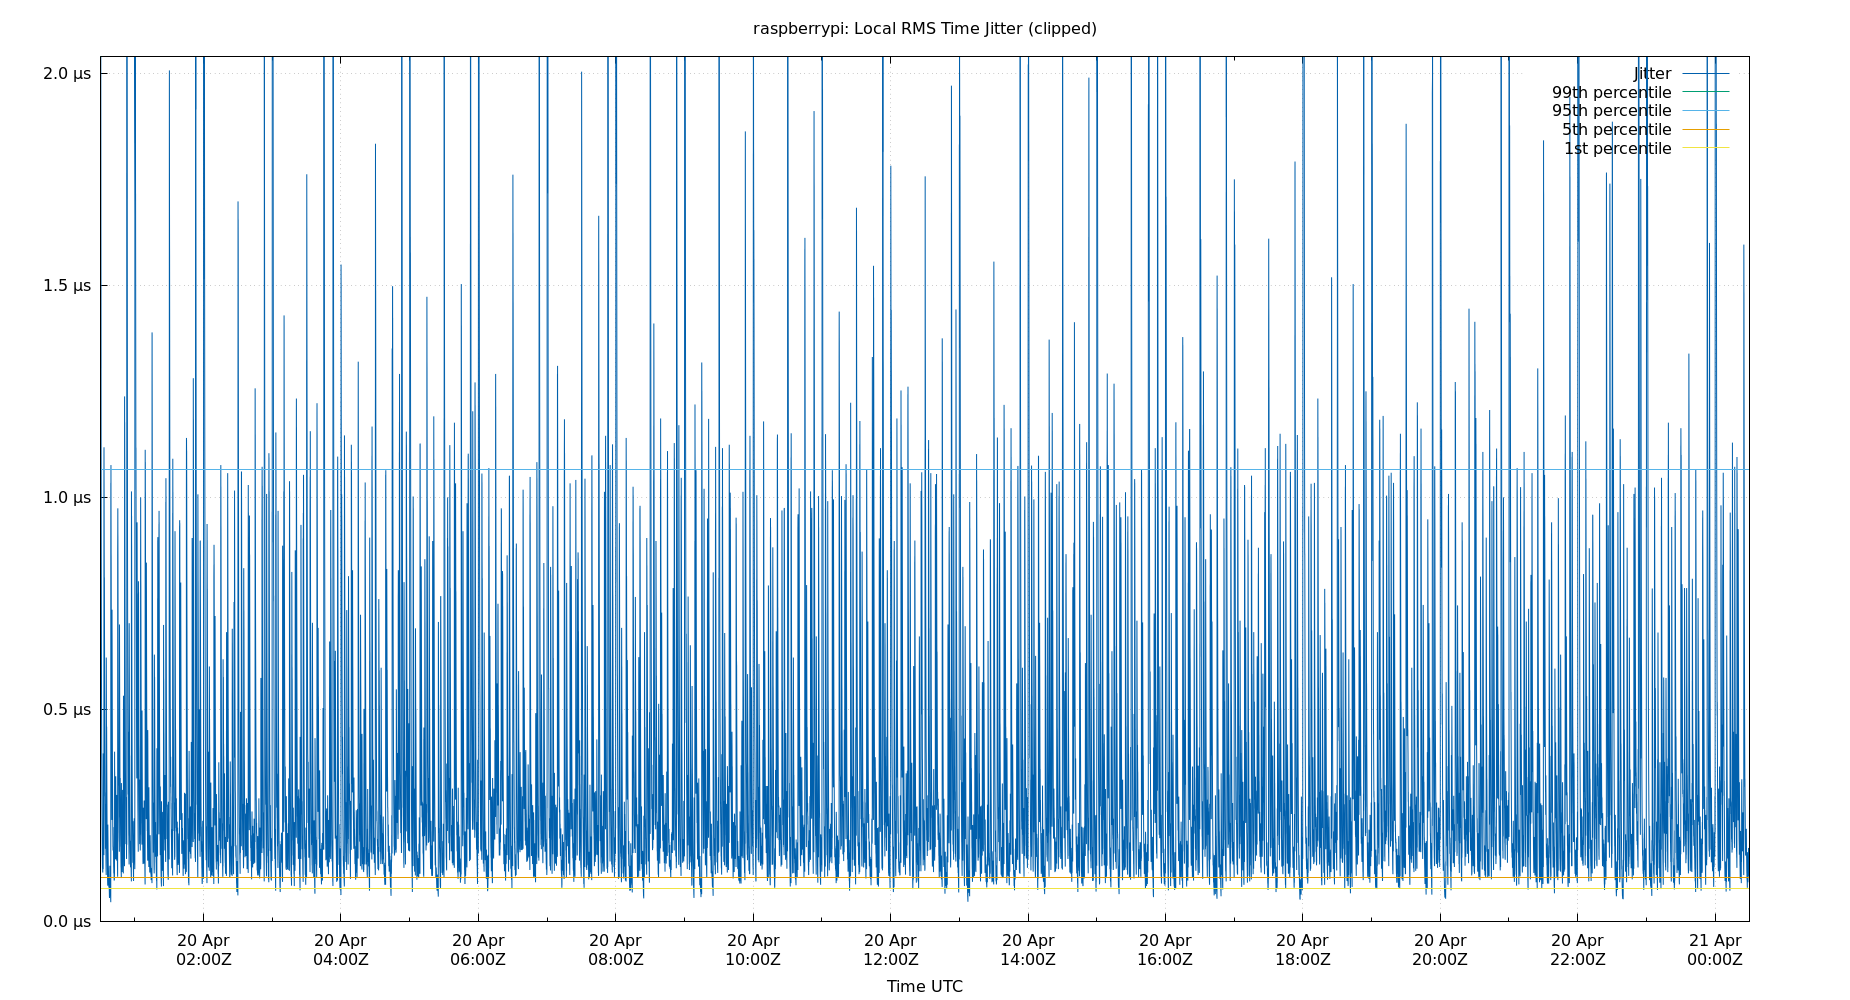 raspberrypi: Local RMS Time Jitter (clipped)
2.0 µs
1.5 µs
1.0 µs
0.5 µs
0.0 µs
Jitter
99th percentile
95th percentile
5th percentile
1st percentile
20 Apr 20 Apr 20 Apr 20 Apr 20 Apr 20 Apr 20 Apr 20 Apr 20 Apr 20 Apr 20 Apr 21 Apr
02:00Z 04:00Z 06:00Z 08:00Z 10:00Z 12:00Z 14:00Z 16:00Z 18:00Z 20:00Z 22:00Z 00:00Z
Time UTC